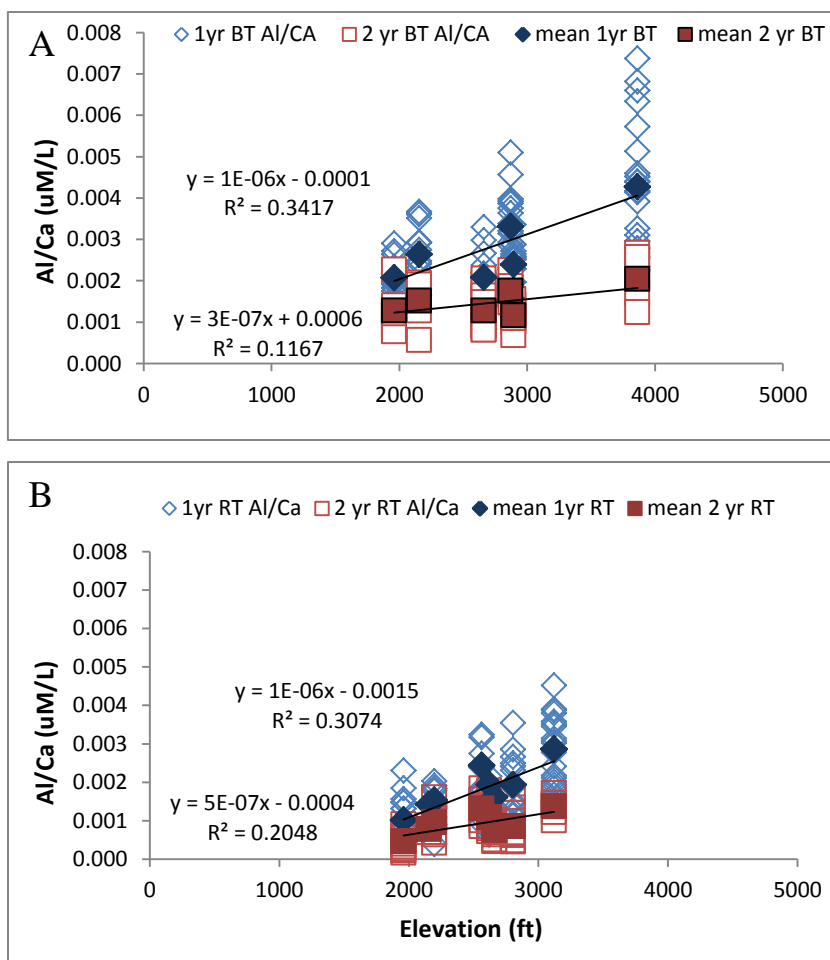 A
1yr BT Al/CA 2 yr BT Al/CA mean 1yr BT mean 2 yr BT
0.008
0.007
0.006
0.005
0.004
0.003
0.002
0.001
0.000
Al/Ca (uM/L)
y = 1E-06x - 0.0001
R² = 0.3417
y = 3E-07x + 0.0006
R² = 0.1167
0 1000 2000 3000 4000 5000
B
1yr RT Al/Ca 2 yr RT Al/Ca mean 1yr RT mean 2 yr RT
0.008
0.007
0.006
0.005
0.004
0.003
0.002
0.001
0.000
Al/Ca (uM/L)
y = 1E-06x - 0.0015
R² = 0.3074
y = 5E-07x - 0.0004
R² = 0.2048
0 1000 2000 3000 4000 5000
Elevation (ft)